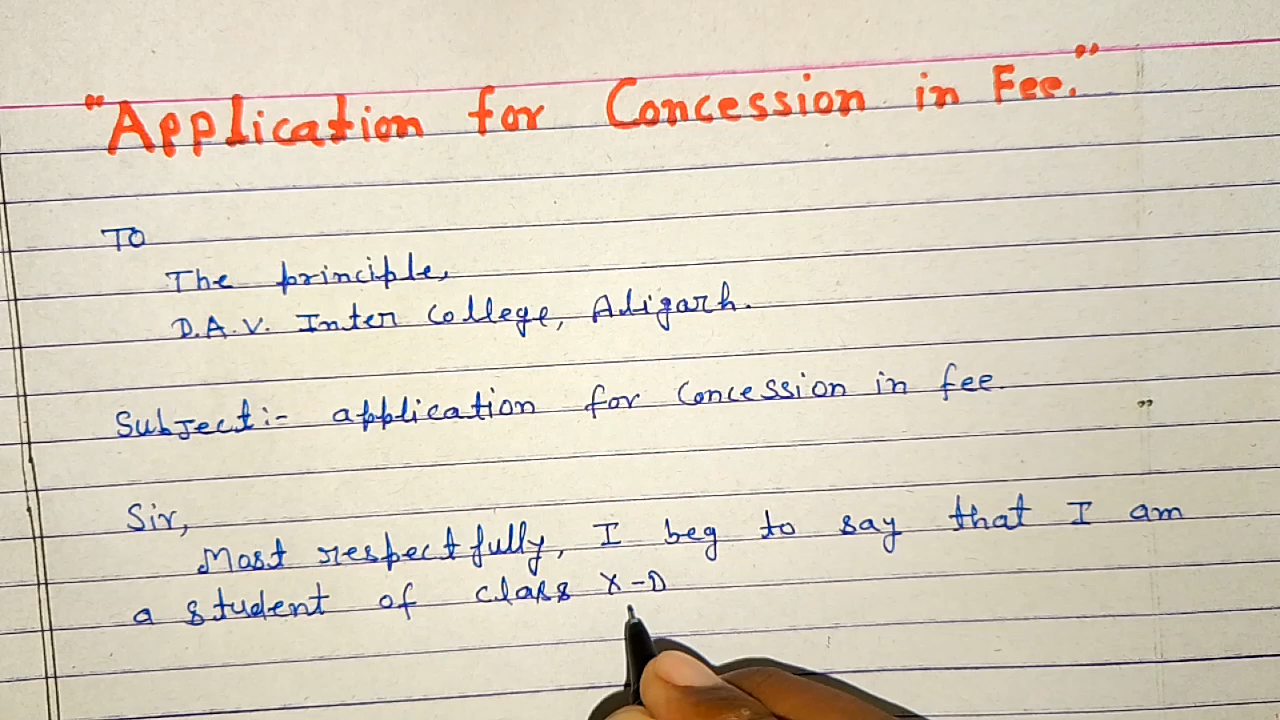 "Application for Concession in Fee."
TO
The principle,
D.A.V. Inter College, Aligarh.
Subject:- application for Concession in fee.
"
Sir,
Most respectfully, I beg to say that I am
a student of class X-D